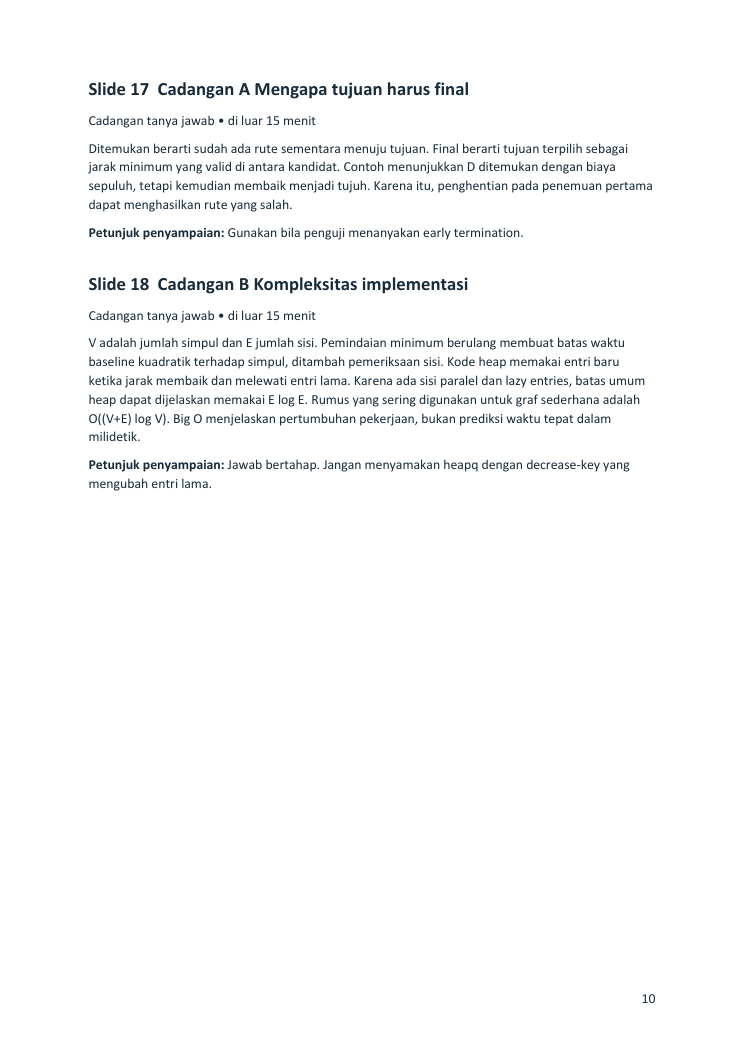 Slide 17  Cadangan A Mengapa tujuan harus final
Cadangan tanya jawab • di luar 15 menit
Ditemukan berarti sudah ada rute sementara menuju tujuan. Final berarti tujuan terpilih sebagai
jarak minimum yang valid di antara kandidat. Contoh menunjukkan D ditemukan dengan biaya
sepuluh, tetapi kemudian membaik menjadi tujuh. Karena itu, penghentian pada penemuan pertama
dapat menghasilkan rute yang salah.
Petunjuk penyampaian: Gunakan bila penguji menanyakan early termination.
Slide 18  Cadangan B Kompleksitas implementasi
Cadangan tanya jawab • di luar 15 menit
V adalah jumlah simpul dan E jumlah sisi. Pemindaian minimum berulang membuat batas waktu
baseline kuadratik terhadap simpul, ditambah pemeriksaan sisi. Kode heap memakai entri baru
ketika jarak membaik dan melewati entri lama. Karena ada sisi paralel dan lazy entries, batas umum
heap dapat dijelaskan memakai E log E. Rumus yang sering digunakan untuk graf sederhana adalah
O((V+E) log V). Big O menjelaskan pertumbuhan pekerjaan, bukan prediksi waktu tepat dalam
milidetik.
Petunjuk penyampaian: Jawab bertahap. Jangan menyamakan heapq dengan decrease-key yang
mengubah entri lama.
10